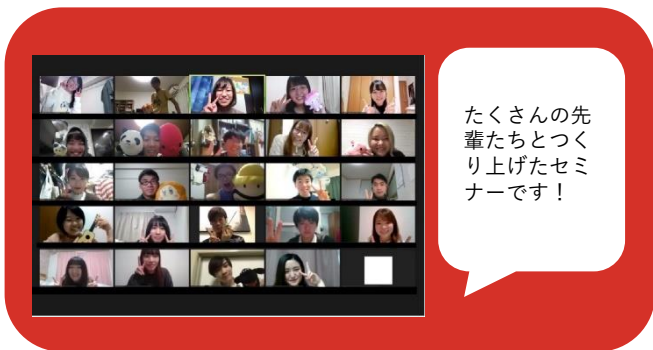 たくさんの先
輩たちとつく
り上げたセミ
ナーです！